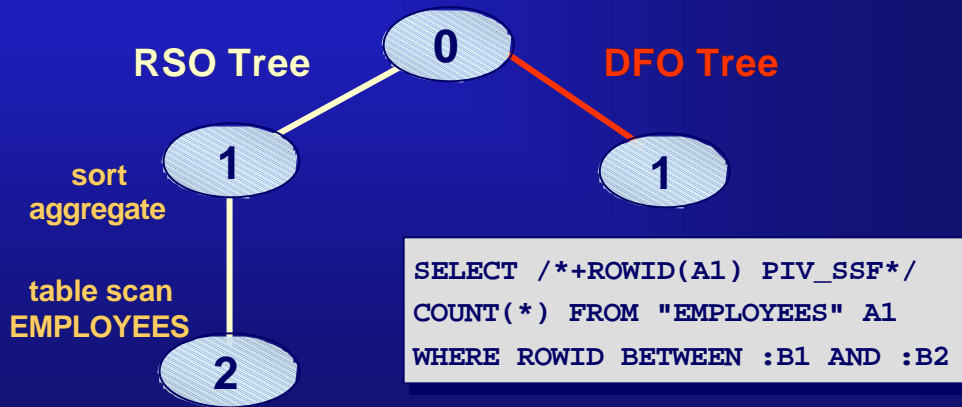 0
RSO Tree
DFO Tree
1
1
sort
aggregate
SELECT /*+ROWID(A1) PIV_SSF*/
COUNT(*) FROM "EMPLOYEES" A1
WHERE ROWID BETWEEN :B1 AND :B2
table scan
EMPLOYEES
2